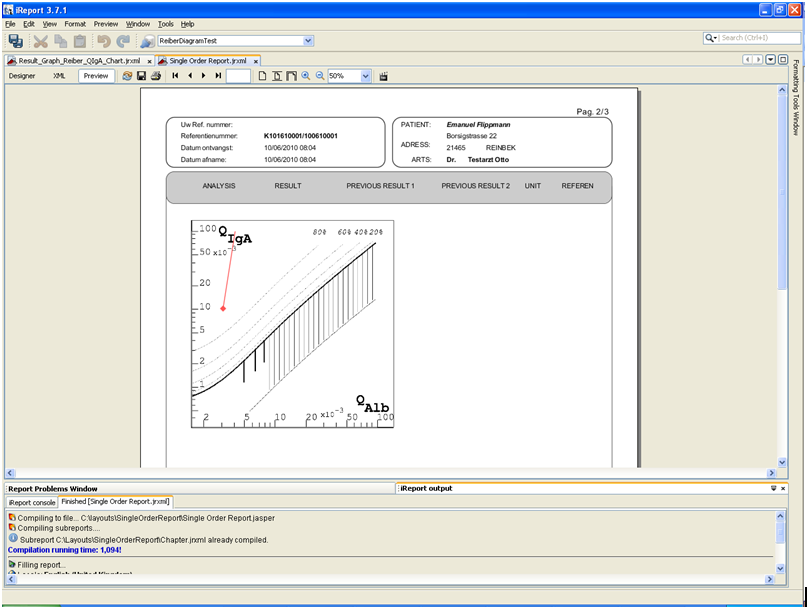 iReport 3.7.1
File Edit View Format Preview Window Tools Help
ReiberDiagramTest
Search (Ctrl+I)
Result_Graph_Reiber_QIgA_Chart.jrxml x Single Order Report.jrxml x
Designer XML Preview 50%
Formatting Tools Window
Pag. 2/3
Uw Ref. nummer:
Referentienummer: K101610001/100610001
Datum ontvangst: 10/06/2010 08:04
Datum afname: 10/06/2010 08:04
PATIENT: Emanuel Flippmann
Borsigstrasse 22
ADRESS: 21465 REINBEK
ARTS: Dr. Testarzt Otto
ANALYSIS RESULT PREVIOUS RESULT 1 PREVIOUS RESULT 2 UNIT REFEREN
100 QIgA 80% 60% 40% 20%
50 x10-3
20
10
5
2
1
QAlb
2 5 10 20 x10-3 50 100
Report Problems Window
iReport output
iReport console Finished [Single Order Report.jrxml]
Compiling to file... C:\layouts\SingleOrderReport\Single Order Report.jasper
Compiling subreports....
Subreport C:\Layouts\SingleOrderReport\Chapter.jrxml already compiled.
Compilation running time: 1,094!
Filling report...
Locale: English (United Kingdom)